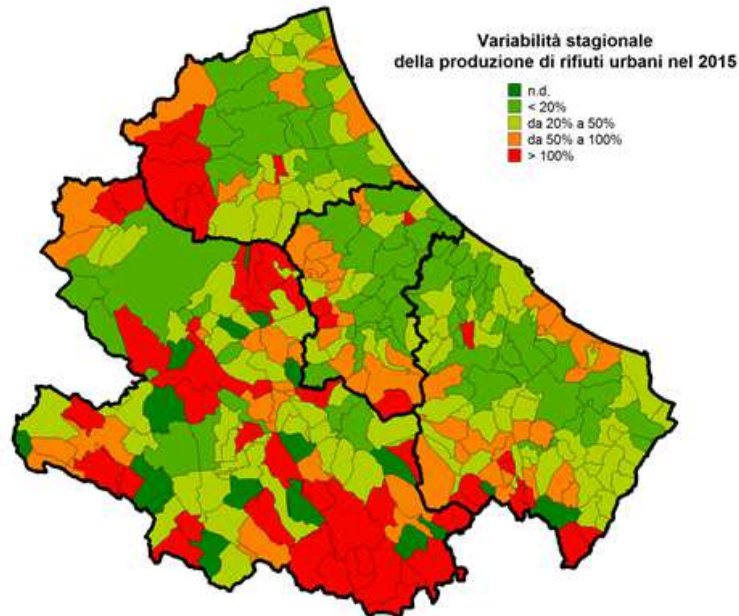 Variabilità stagionale
della produzione di rifiuti urbani nel 2015
n.d.
< 20%
da 20% a 50%
da 50% a 100%
> 100%